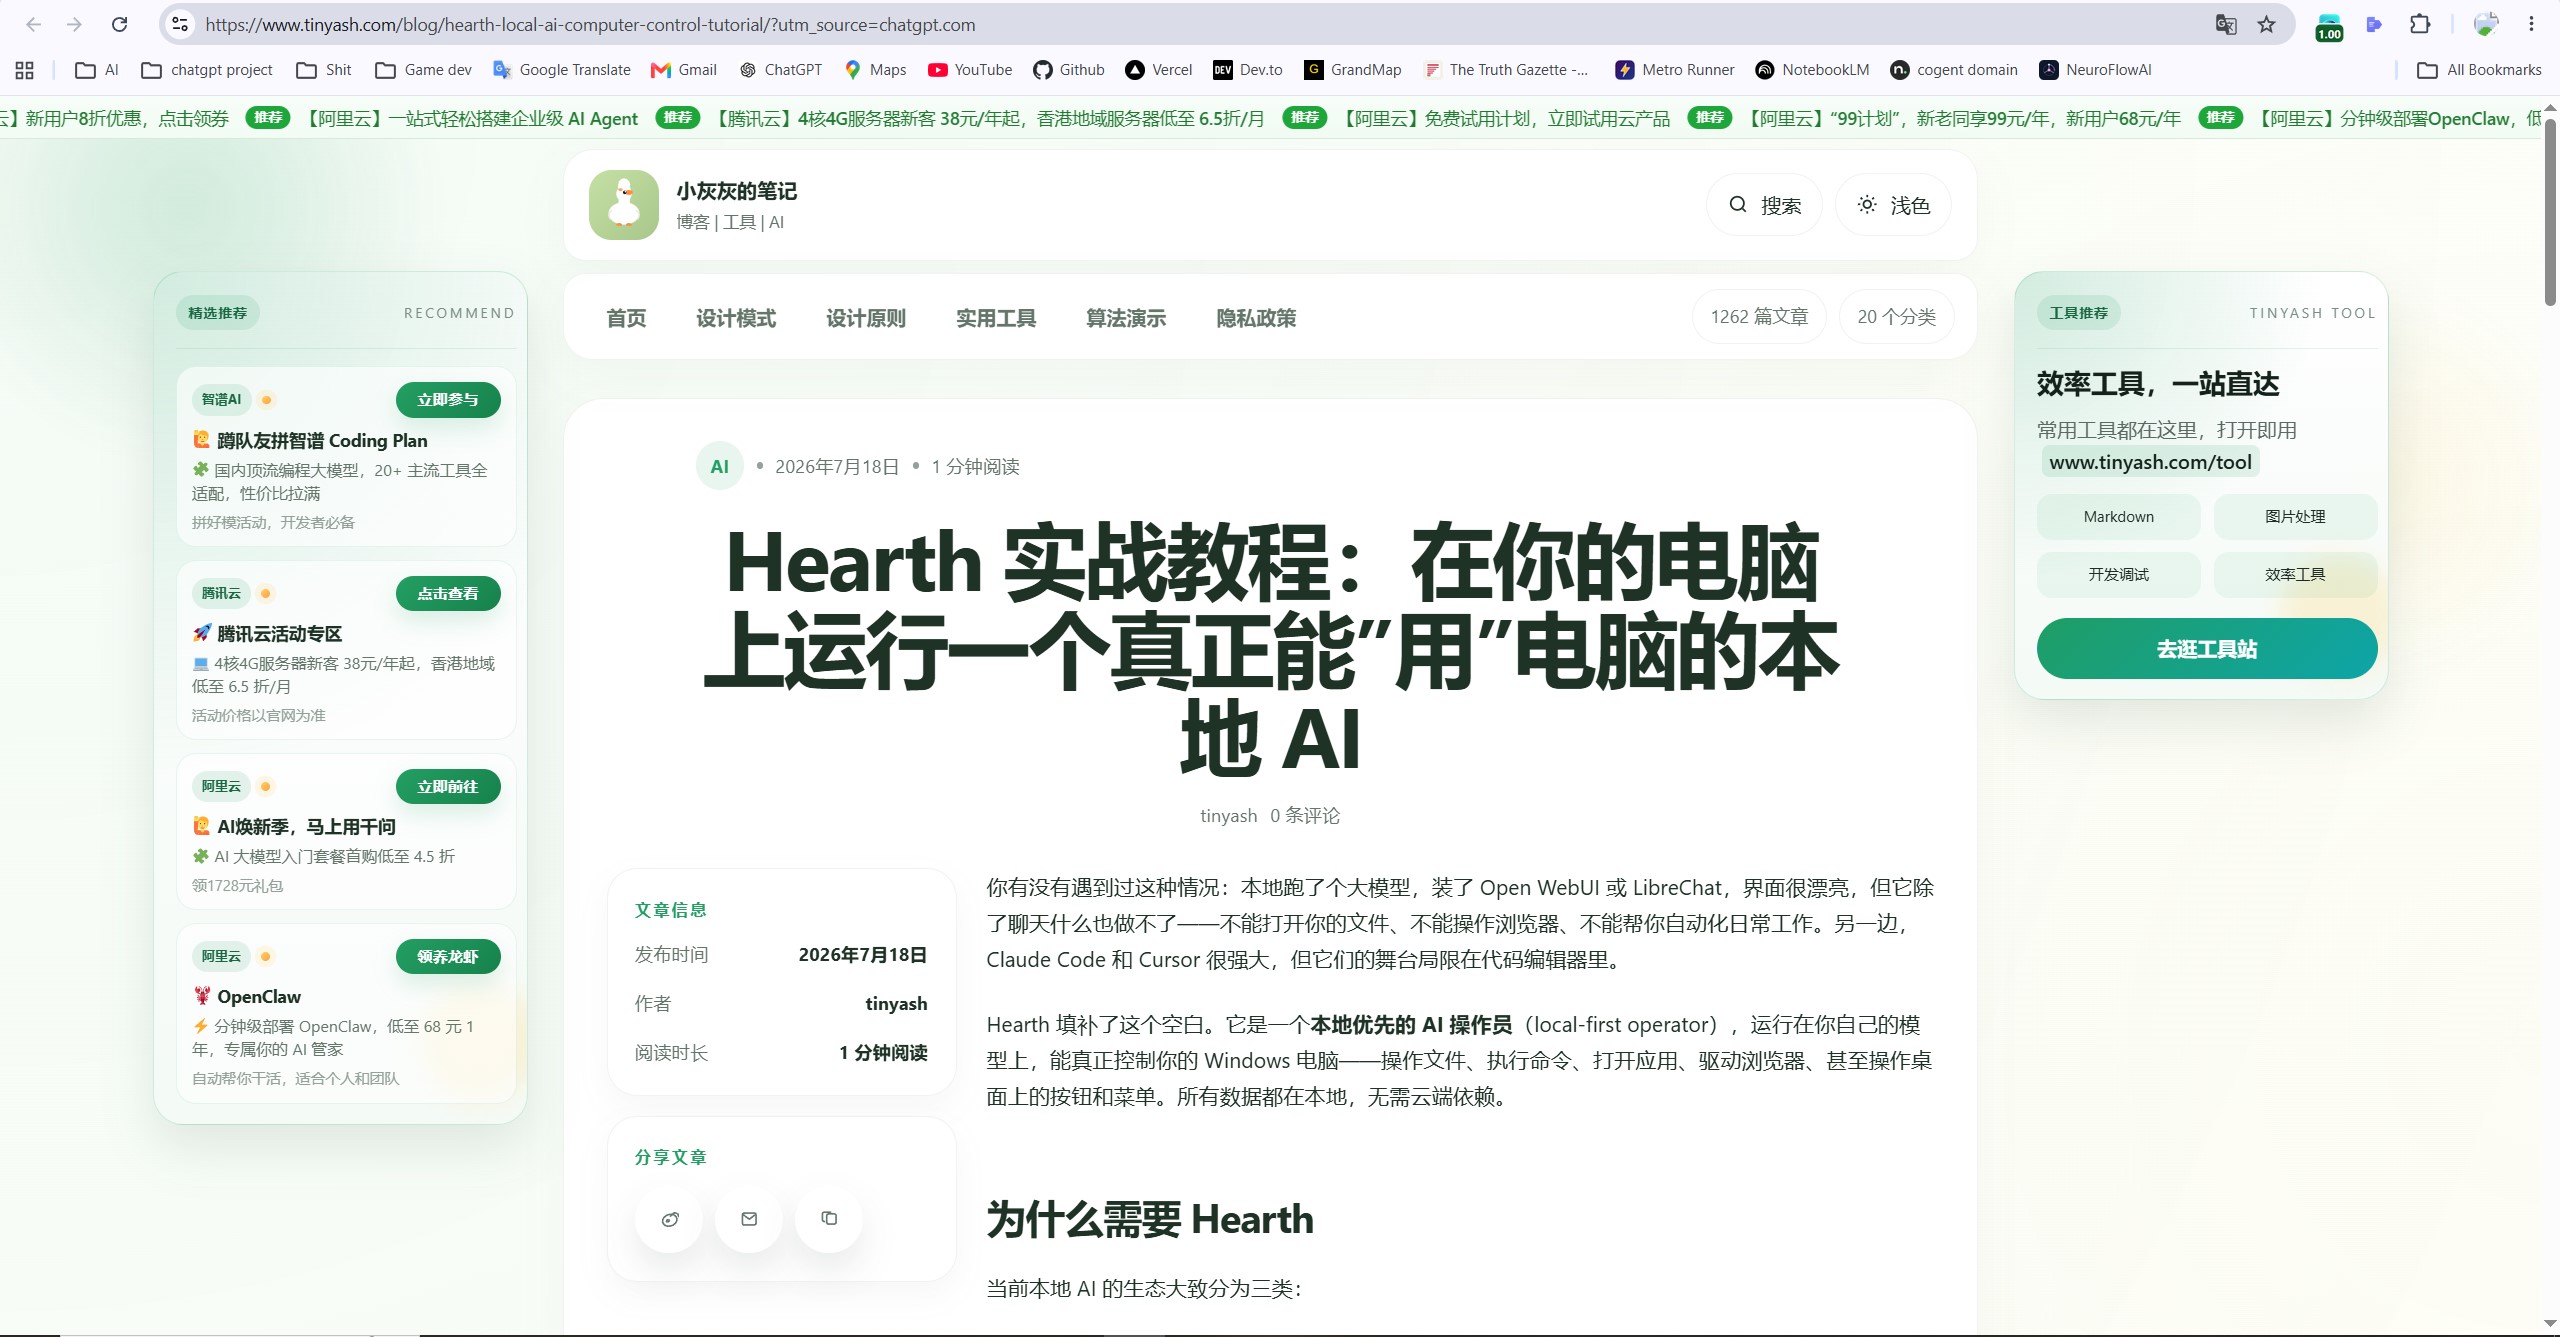 https://www.tinyash.com/blog/hearth-local-ai-computer-control-tutorial/?utm_source=chatgpt.com
1.00
AI
chatgpt project
Shit
Game dev
Google Translate
Gmail
ChatGPT
Maps
YouTube
Github
Vercel
Dev.to
GrandMap
The Truth Gazette -...
Metro Runner
NotebookLM
cogent domain
NeuroFlowAI
All Bookmarks
云】新用户8折优惠，点击领券 推荐 【阿里云】一站式轻松搭建企业级 AI Agent 推荐 【腾讯云】4核4G服务器新客 38元/年起，香港地域服务器低至 6.5折/月 推荐 【阿里云】免费试用计划，立即试用云产品 推荐 【阿里云】“99计划”，新老同享99元/年，新用户68元/年 推荐 【阿里云】分钟级部署OpenClaw，低
小灰灰的笔记
博客 | 工具 | AI
搜索
浅色
首页 设计模式 设计原则 实用工具 算法演示 隐私政策
1262 篇文章
20 个分类
精选推荐
RECOMMEND
智谱AI
立即参与
蹲队友拼智谱 Coding Plan
国内顶流编程大模型，20+ 主流工具全
适配，性价比拉满
拼好模活动，开发者必备
腾讯云
点击查看
腾讯云活动专区
4核4G服务器新客 38元/年起，香港地域
低至 6.5 折/月
活动价格以官网为准
阿里云
立即前往
AI焕新季，马上用千问
AI 大模型入门套餐首购低至 4.5 折
领1728元礼包
阿里云
领养龙虾
OpenClaw
分钟级部署 OpenClaw，低至 68 元 1
年，专属你的 AI 管家
自动帮你干活，适合个人和团队
AI • 2026年7月18日 • 1 分钟阅读
Hearth 实战教程：在你的电脑
上运行一个真正能”用”电脑的本
地 AI
tinyash 0 条评论
文章信息
发布时间 2026年7月18日
作者 tinyash
阅读时长 1 分钟阅读
分享文章
你有没有遇到过这种情况：本地跑了个大模型，装了 Open WebUI 或 LibreChat，界面很漂亮，但它除
了聊天什么也做不了——不能打开你的文件、不能操作浏览器、不能帮你自动化日常工作。另一边，
Claude Code 和 Cursor 很强大，但它们的舞台局限在代码编辑器里。
Hearth 填补了这个空白。它是一个本地优先的 AI 操作员（local-first operator），运行在你自己的模
型上，能真正控制你的 Windows 电脑——操作文件、执行命令、打开应用、驱动浏览器、甚至操作桌
面上的按钮和菜单。所有数据都在本地，无需云端依赖。
为什么需要 Hearth
当前本地 AI 的生态大致分为三类：
工具推荐
TINYASH TOOL
效率工具，一站直达
常用工具都在这里，打开即用
www.tinyash.com/tool
Markdown
图片处理
开发调试
效率工具
去逛工具站